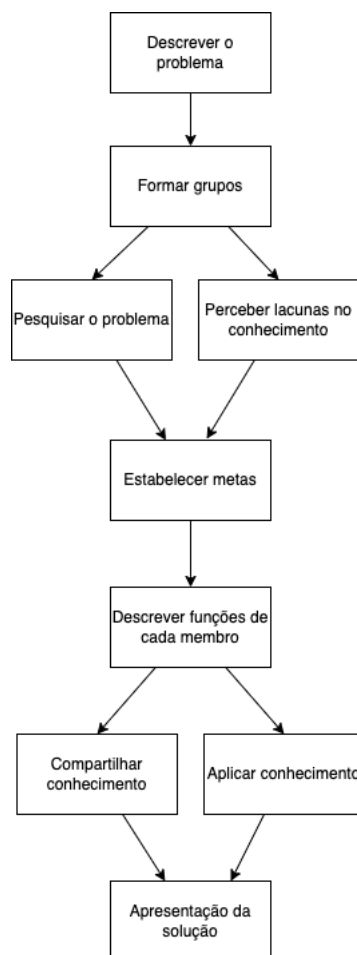 Descrever o
problema
Formar grupos
Pesquisar o problema
Perceber lacunas no
conhecimento
Estabelecer metas
Descrever funções de
cada membro
Compartilhar
conhecimento
Aplicar conhecimento
Apresentação da
solução